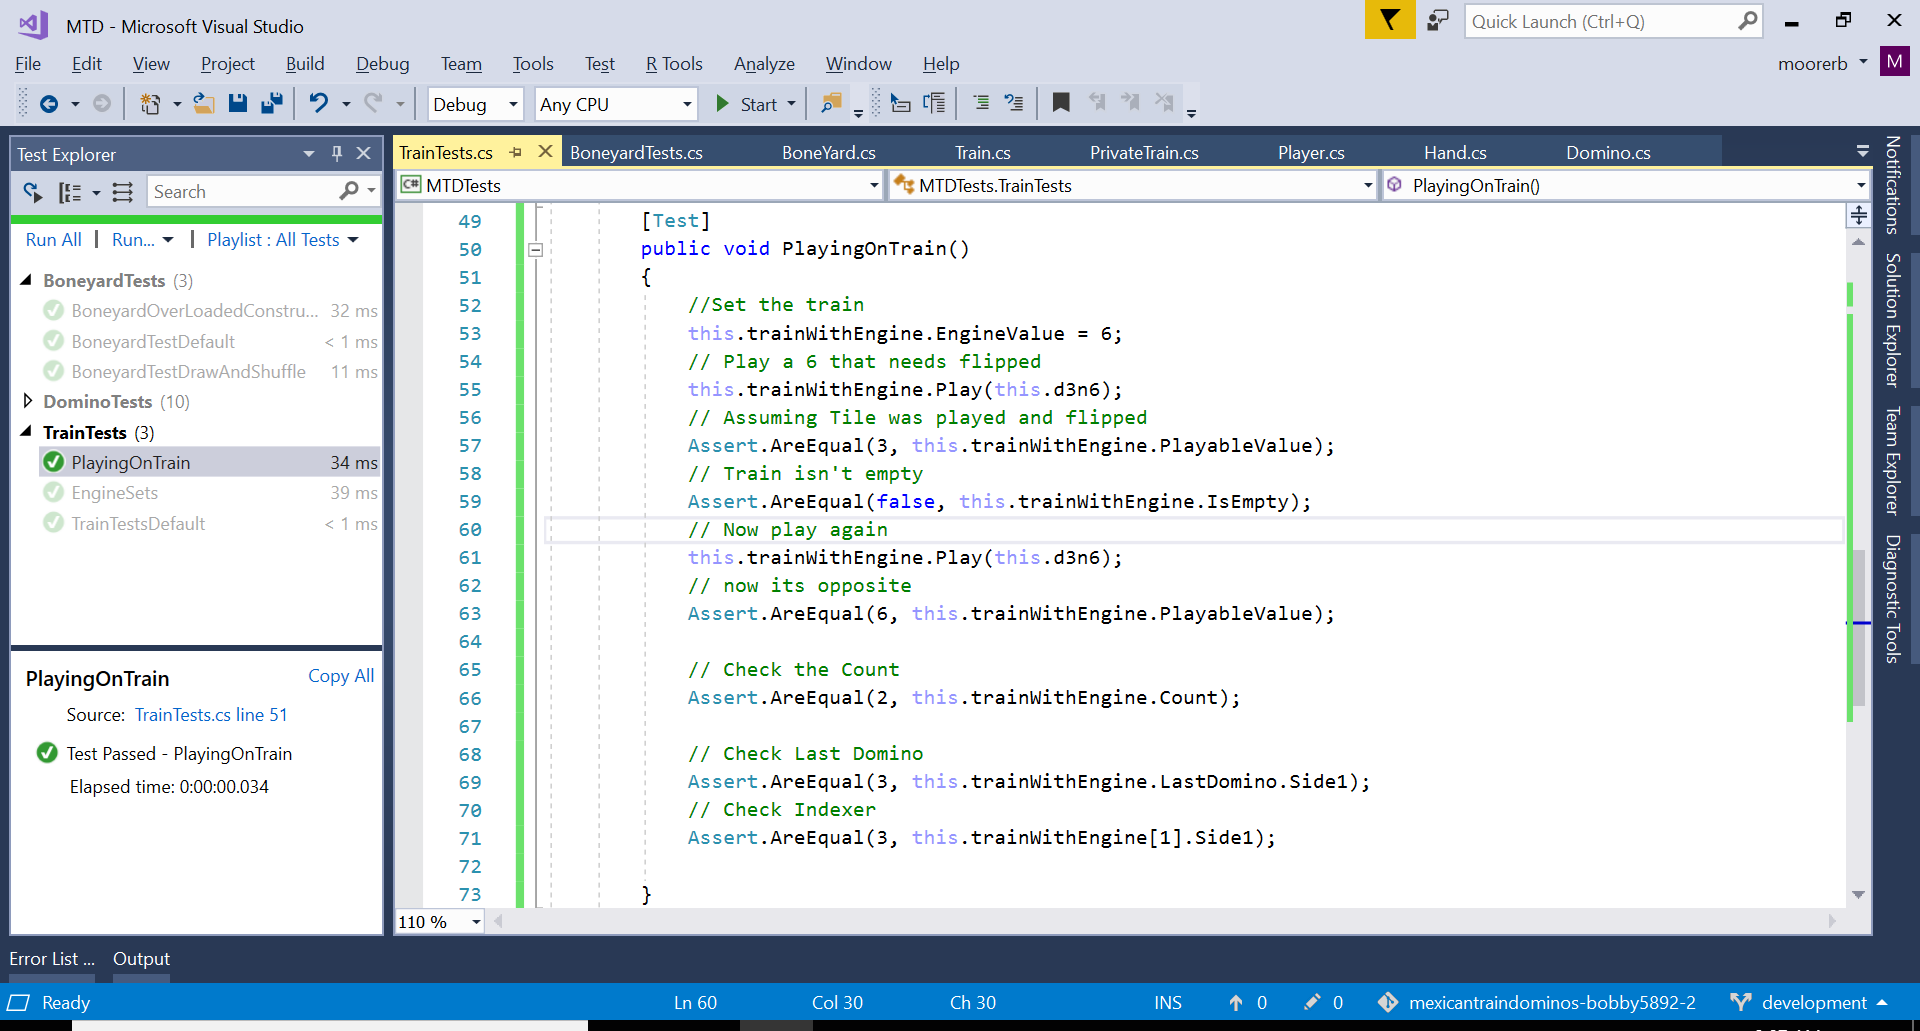 MTD - Microsoft Visual Studio
Quick Launch (Ctrl+Q)
File Edit View Project Build Debug Team Tools Test R Tools Analyze Window Help
moorerb M
Debug Any CPU Start
Test Explorer
Search
Run All | Run... | Playlist : All Tests
BoneyardTests (3)
BoneyardOverLoadedConstru... 32 ms
BoneyardTestDefault < 1 ms
BoneyardTestDrawAndShuffle 11 ms
DominoTests (10)
TrainTests (3)
PlayingOnTrain 34 ms
EngineSets 39 ms
TrainTestsDefault < 1 ms
PlayingOnTrain Copy All
Source: TrainTests.cs line 51
Test Passed - PlayingOnTrain
Elapsed time: 0:00:00.034
TrainTests.cs BoneyardTests.cs BoneYard.cs Train.cs PrivateTrain.cs Player.cs Hand.cs Domino.cs
C# MTDTests MTDTests.TrainTests PlayingOnTrain()
49 [Test]
50 public void PlayingOnTrain()
51 {
52 //Set the train
53 this.trainWithEngine.EngineValue = 6;
54 // Play a 6 that needs flipped
55 this.trainWithEngine.Play(this.d3n6);
56 // Assuming Tile was played and flipped
57 Assert.AreEqual(3, this.trainWithEngine.PlayableValue);
58 // Train isn't empty
59 Assert.AreEqual(false, this.trainWithEngine.IsEmpty);
60 // Now play again
61 this.trainWithEngine.Play(this.d3n6);
62 // now its opposite
63 Assert.AreEqual(6, this.trainWithEngine.PlayableValue);
64
65 // Check the Count
66 Assert.AreEqual(2, this.trainWithEngine.Count);
67
68 // Check Last Domino
69 Assert.AreEqual(3, this.trainWithEngine.LastDomino.Side1);
70 // Check Indexer
71 Assert.AreEqual(3, this.trainWithEngine[1].Side1);
72
73 }
110 %
Notifications
Solution Explorer
Team Explorer
Diagnostic Tools
Error List ... Output
Ready Ln 60 Col 30 Ch 30 INS 0 0 mexicantraindominos-bobby5892-2 development